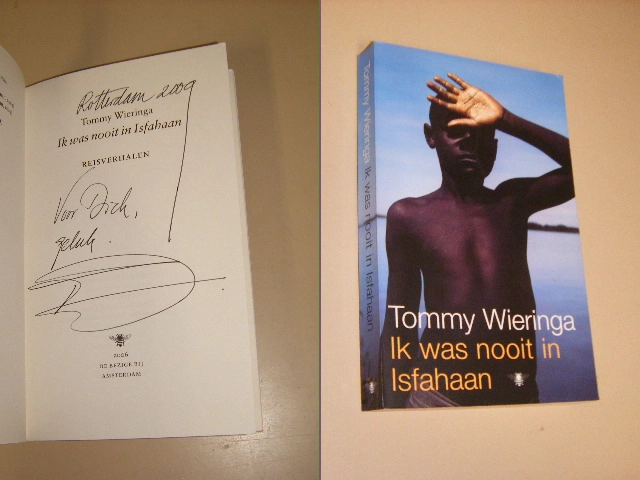 Rotterdam 2009
Tommy Wieringa
Ik was nooit in Isfahaan
REISVERHALEN
Voor Dick,
geluk.
2006
DE BEZIGE BIJ
AMSTERDAM
Tommy Wieringa Ik was nooit in Isfahaan
Tommy Wieringa
Ik was nooit in
Isfahaan